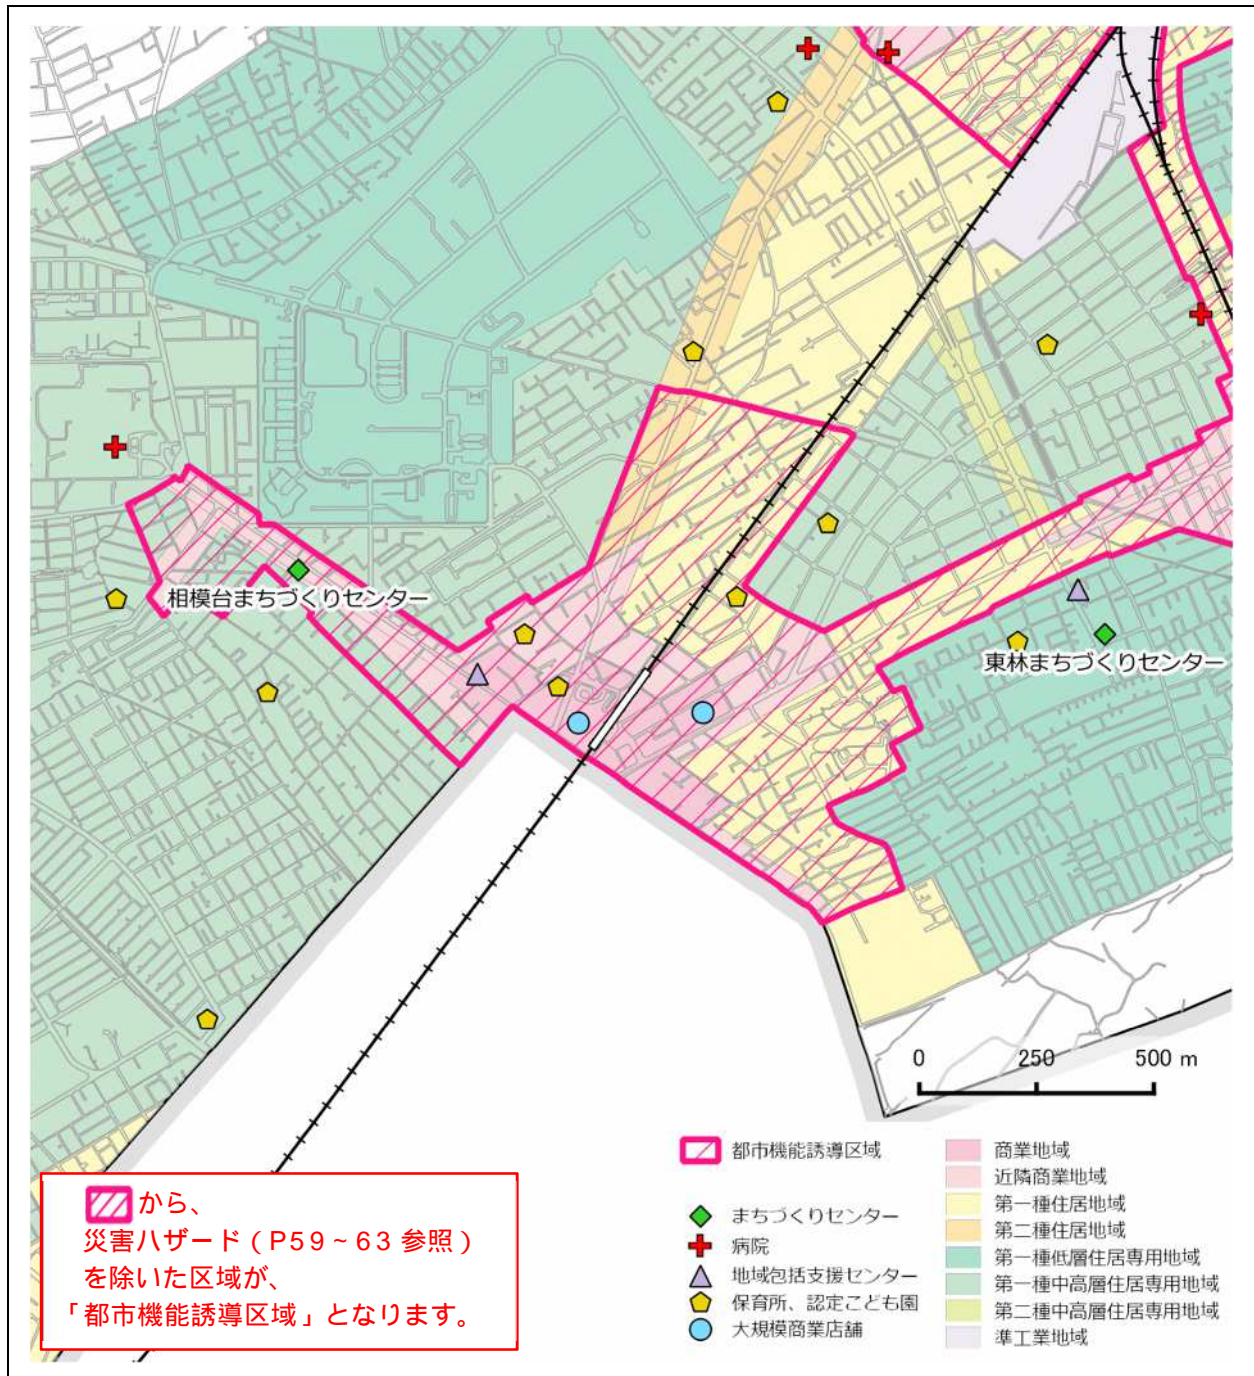 相模台まちづくりセンター
東林まちづくりセンター
0 250 500 m
都市機能誘導区域
まちづくりセンター
病院
地域包括支援センター
保育所、認定こども園
大規模商業店舗
商業地域
近隣商業地域
第一種住居地域
第二種住居地域
第一種低層住居専用地域
第一種中高層住居専用地域
第二種中高層住居専用地域
準工業地域
から、
災害ハザード(P59~63 参照)
を除いた区域が、
「都市機能誘導区域」となります。